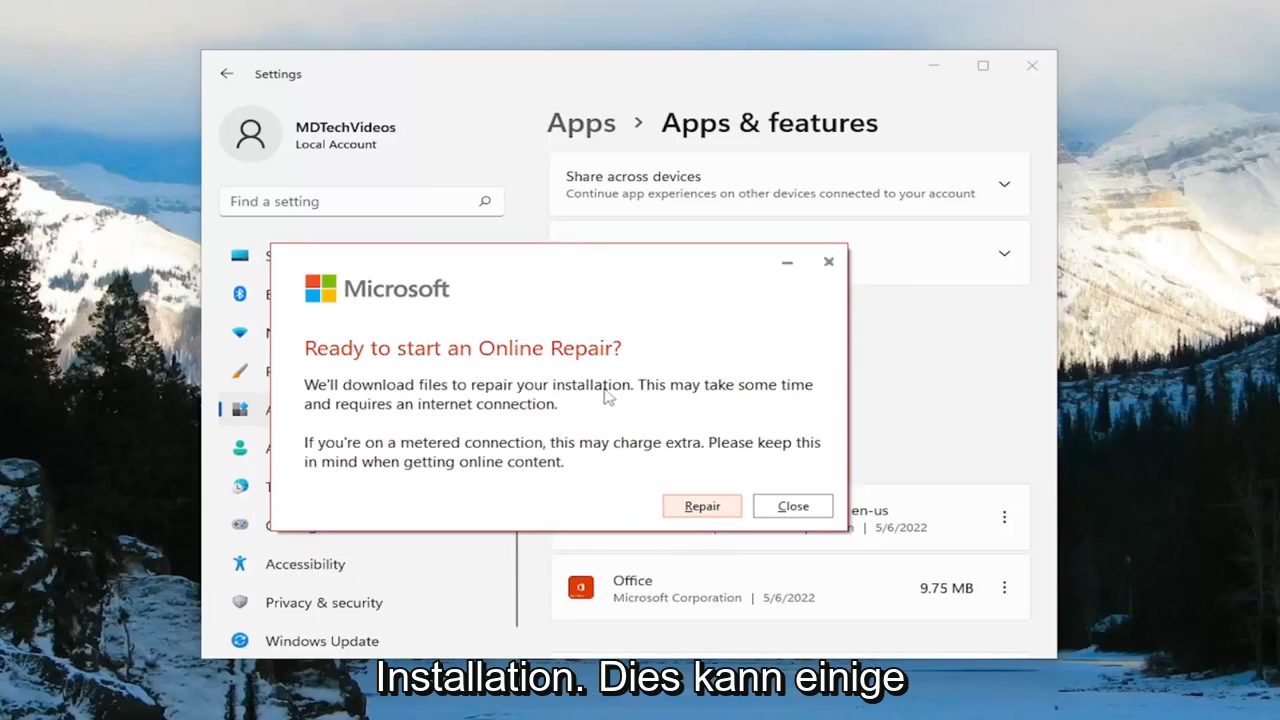 Settings
MDTechVideos
Local Account
Find a setting
Apps > Apps & features
Share across devices
Continue app experiences on other devices connected to your account
Microsoft
Ready to start an Online Repair?
We'll download files to repair your installation. This may take some time
and requires an internet connection.
If you're on a metered connection, this may charge extra. Please keep this
in mind when getting online content.
Repair
Close
en-us
| 5/6/2022
Office
Microsoft Corporation | 5/6/2022
9.75 MB
Accessibility
Privacy & security
Windows Update
Installation. Dies kann einige